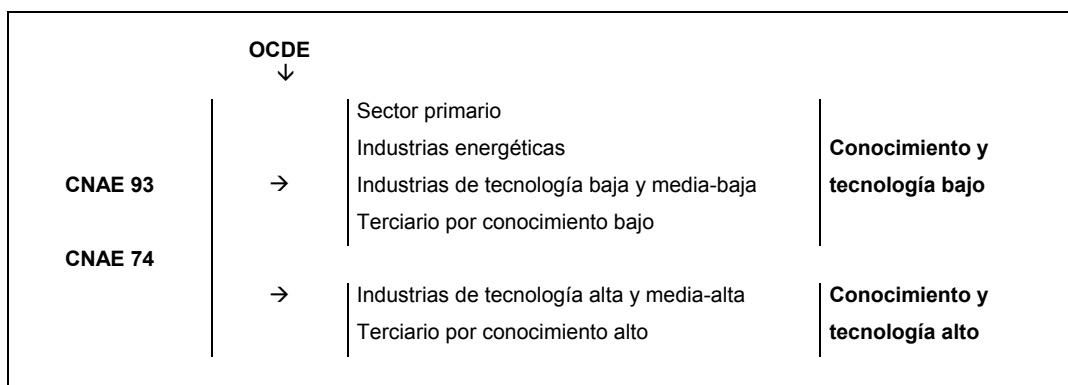 OCDE
↓
Sector primario
Industrias energéticas
Conocimiento y
CNAE 93
→
Industrias de tecnología baja y media-baja
tecnología bajo
Terciario por conocimiento bajo
CNAE 74
→
Industrias de tecnología alta y media-alta
Conocimiento y
Terciario por conocimiento alto
tecnología alto